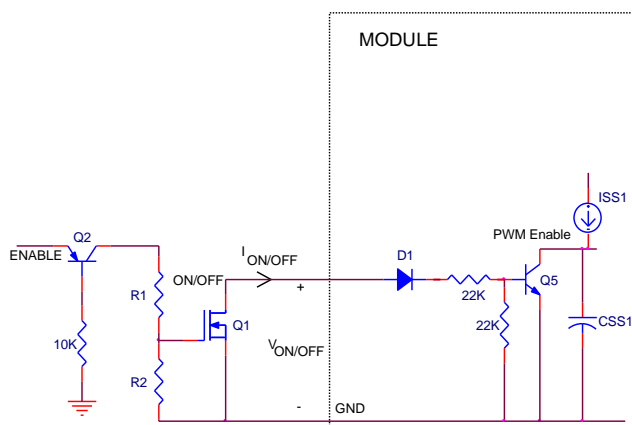 MODULE
ISS1
Q2
PWM Enable
ENABLE
I ON/OFF
D1
ON/OFF
Q5
R1
+
22K
Q1
22K
CSS1
10K
V ON/OFF
R2
-
GND